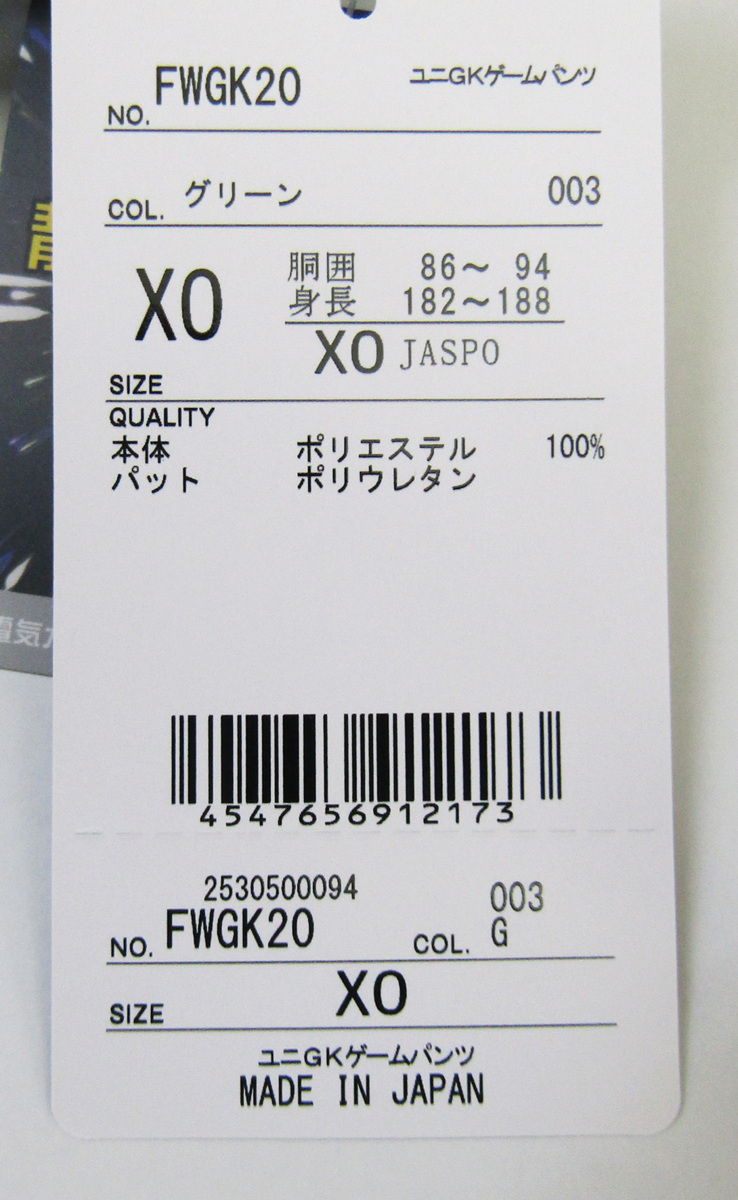 FWGK20 ユニGKゲームパンツ
NO.
COL. グリーン 003
XO 胴囲 86～ 94
身長 182～188
XO JASPO
SIZE
QUALITY
本体 ポリエステル 100%
パット ポリウレタン
4547656912173
2530500094 003
NO. FWGK20 COL. G
SIZE XO
ユニGKゲームパンツ
MADE IN JAPAN
電気